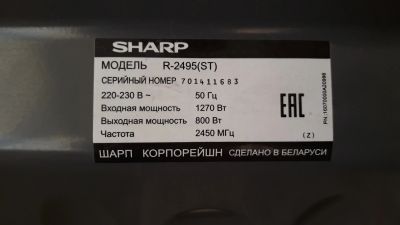 SHARP
МОДЕЛЬ R-2495(ST)
СЕРИЙНЫЙ НОМЕР 701411683
220-230 В ~ 50 Гц
Входная мощность 1270 Вт
Выходная мощность 800 Вт
Частота 2450 МГц
(Z)
EAC
ШАРП КОРПОРЕЙШН СДЕЛАНО В БЕЛАРУСИ